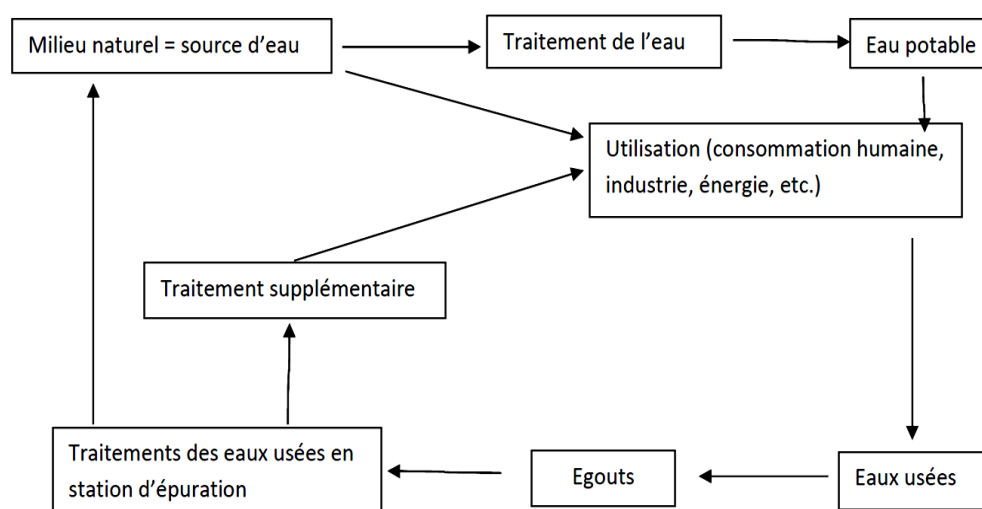 Milieu naturel = source d’eau
Traitement de l’eau
Eau potable
Utilisation (consommation humaine,
industrie, énergie, etc.)
Traitement supplémentaire
Traitements des eaux usées en
station d’épuration
Egouts
Eaux usées